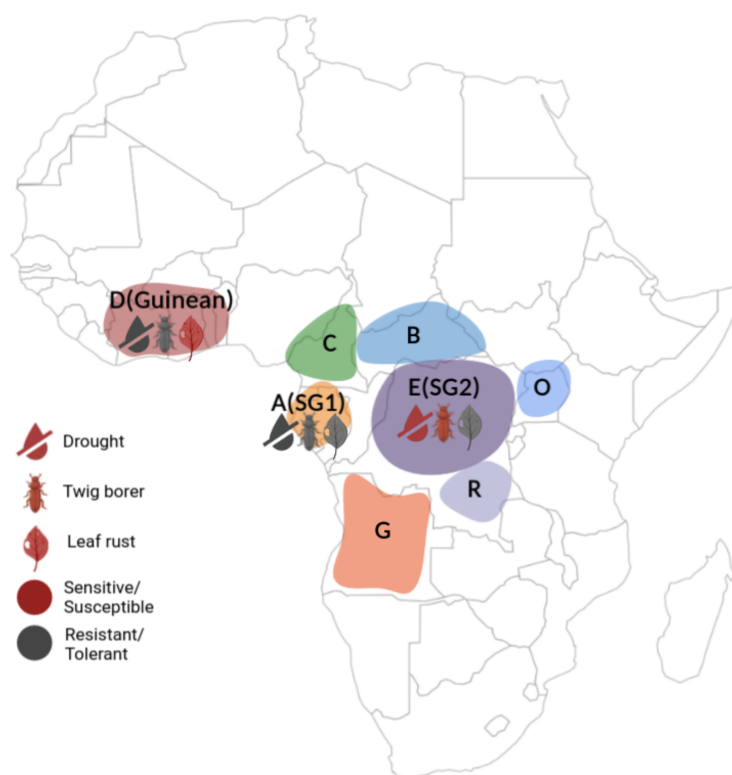 D(Guinean)
C
B
A(SG1)
E(SG2)
O
R
G
Drought
Twig borer
Leaf rust
Sensitive/
Susceptible
Resistant/
Tolerant